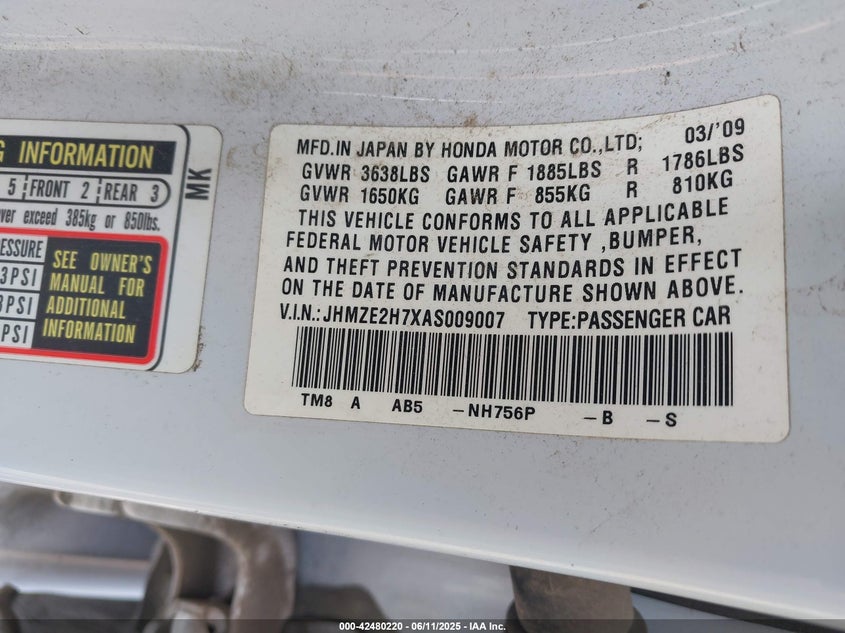 G INFORMATION
5 FRONT 2 REAR 3
ver exceed 385kg or 850lbs.
ESSURE
3PSI
3PSI
PSI
SEE OWNER'S
MANUAL FOR
ADDITIONAL
INFORMATION
MK
MFD.IN JAPAN BY HONDA MOTOR CO.,LTD; 03/'09
GVWR 3638LBS GAWR F 1885LBS R 1786LBS
GVWR 1650KG GAWR F 855KG R 810KG
THIS VEHICLE CONFORMS TO ALL APPLICABLE
FEDERAL MOTOR VEHICLE SAFETY ,BUMPER,
AND THEFT PREVENTION STANDARDS IN EFFECT
ON THE DATE OF MANUFACTURE SHOWN ABOVE.
V.I.N.:JHMZE2H7XAS009007 TYPE:PASSENGER CAR
TM8 A AB5 -NH756P -B -S
000-42480220 - 06/11/2025 - IAA Inc.